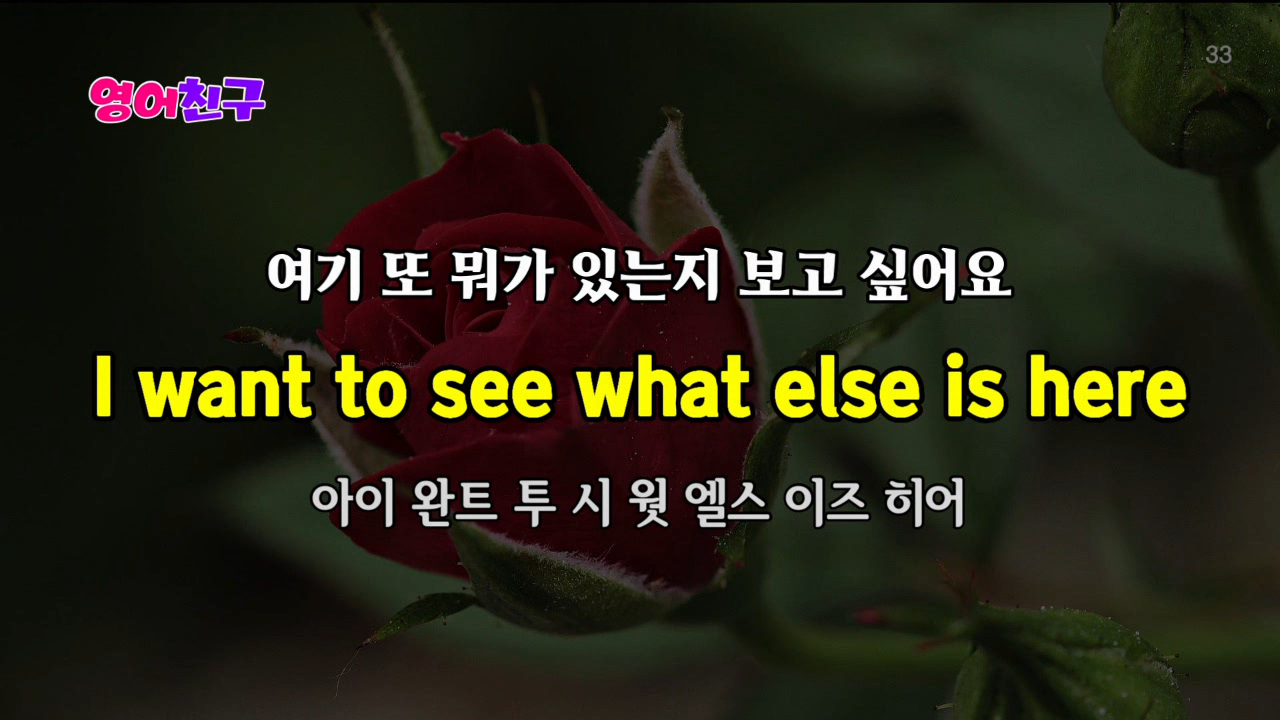 33
영어친구
여기 또 뭐가 있는지 보고 싶어요
I want to see what else is here
아이 완트 투 시 웟 엘스 이즈 히어